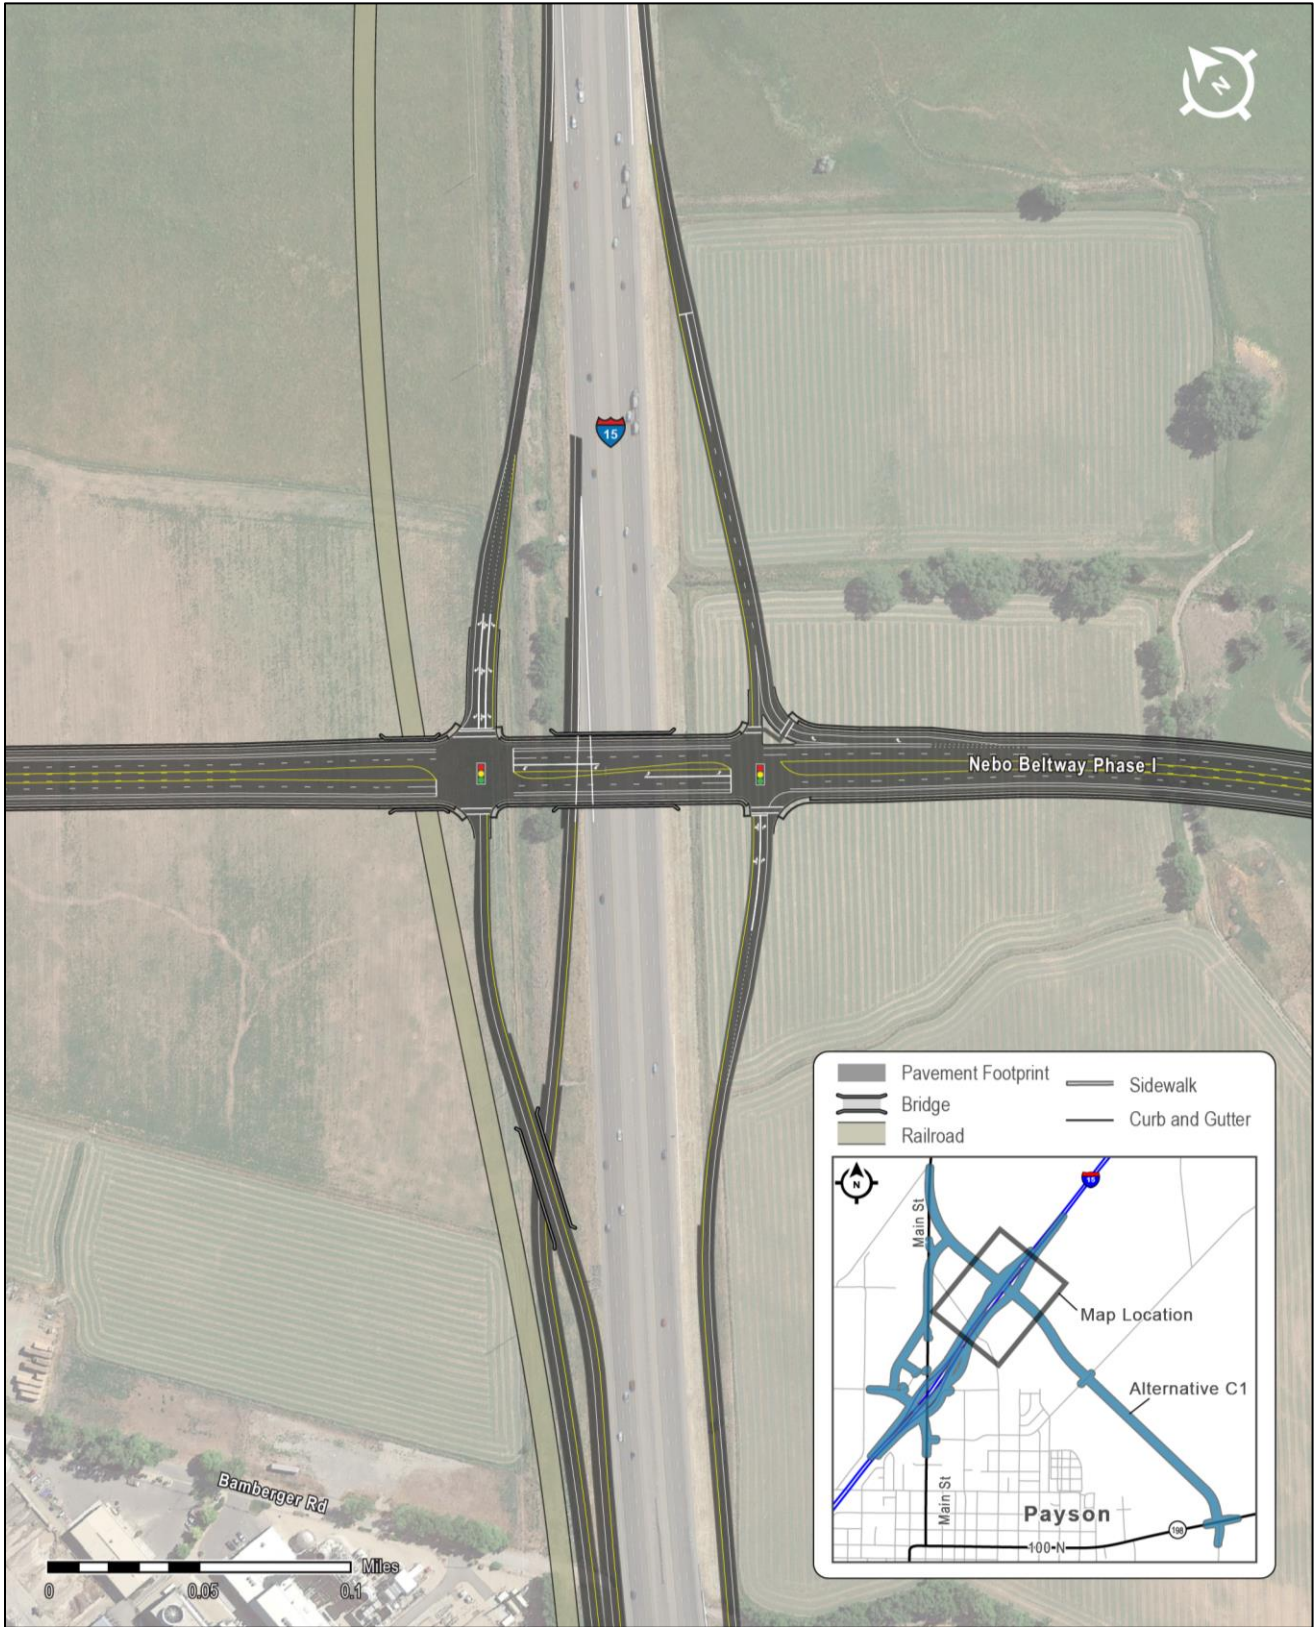 N
15
Nebo Beltway Phase I
Pavement Footprint
Bridge
Railroad
Sidewalk
Curb and Gutter
N
15
Main St
Map Location
Alternative C1
Main St
Payson
198
100 N
Bamberger Rd
Miles
0
0.05
0.1